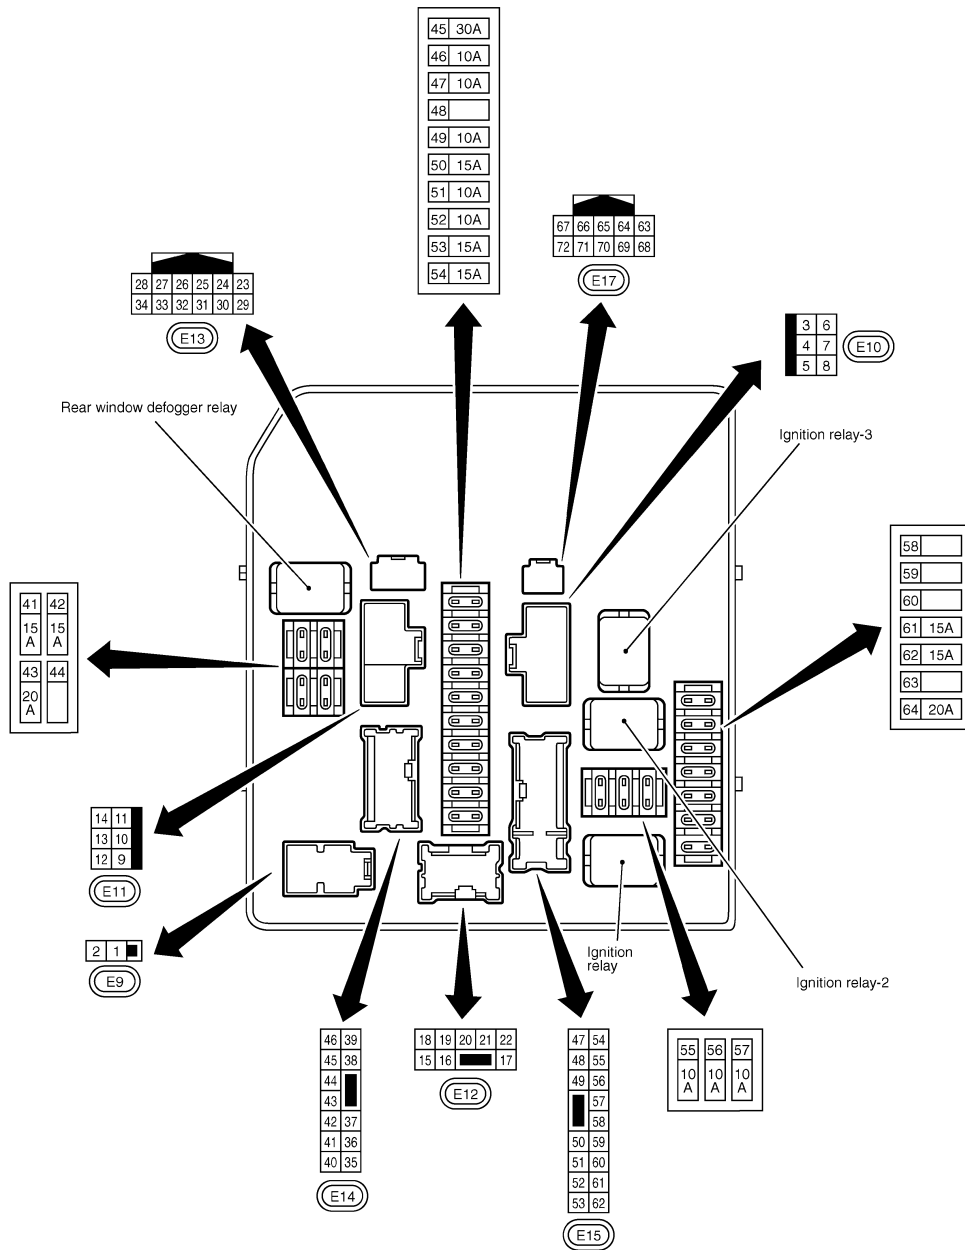 45 30A
46 10A
47 10A
48
49 10A
50 15A
51 10A
52 10A
53 15A
54 15A
67 66 65 64 63
72 71 70 69 68
E17
28 27 26 25 24 23
34 33 32 31 30 29
E13
3 6
4 7
5 8
E10
Rear window defogger relay
Ignition relay-3
58
59
60
61 15A
62 15A
63
64 20A
41 42
15 15
A A
43 44
20
A
14 11
13 10
12 9
E11
2 1
E9
Ignition
relay
Ignition relay-2
46 39
45 38
44
43
42 37
41 36
40 35
E14
18 19 20 21 22
15 16 17
E12
47 54
48 55
49 56
57
58
50 59
51 60
52 61
53 62
E15
55 56 57
10 10 10
A A A